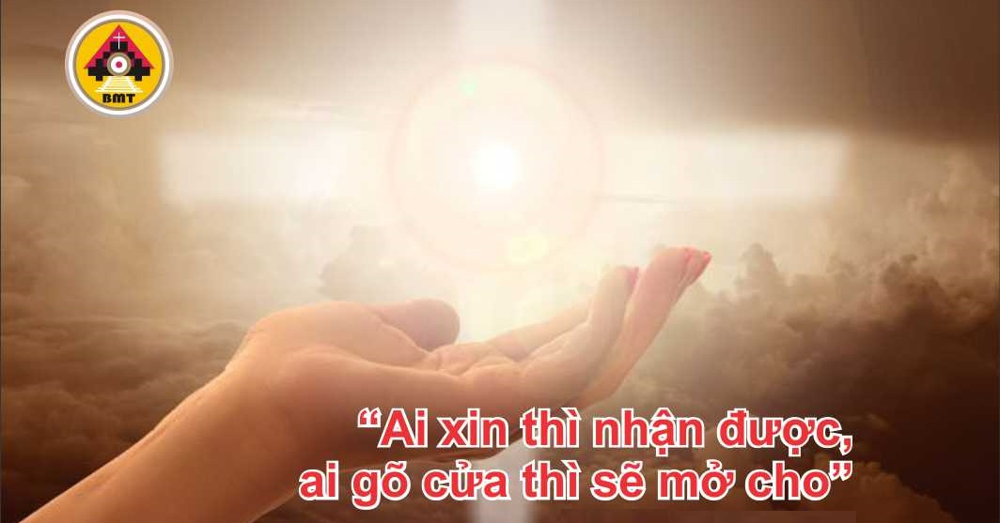 BMT
“Ai xin thì nhận được,
ai gõ cửa thì sẽ mở cho”